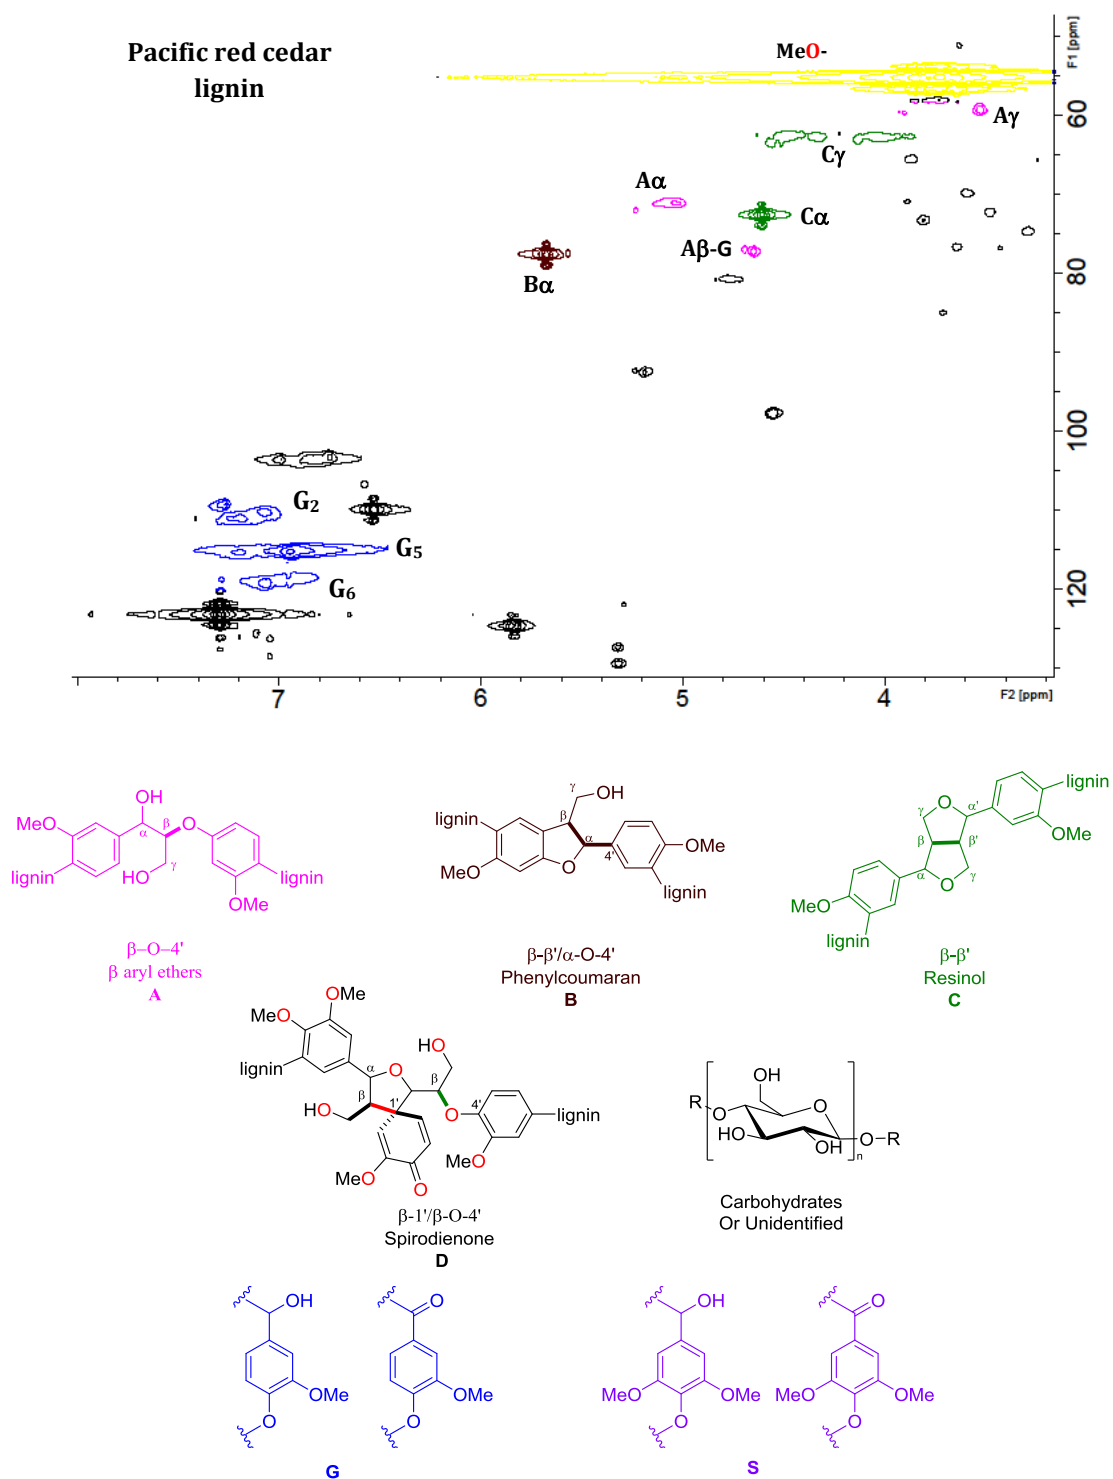 Pacific red cedar
lignin
MeO-
F1 [ppm]
Aγ
60
Cγ
Aα
Cα
Aβ-G
Bα
80
100
G2
G5
G6
120
7
6
5
4
F2 [ppm]
OH
MeO
α
β
O
γ
HO
lignin
lignin
OMe
β−O−4'
β aryl ethers
A
γ
OH
lignin
β
α
4'
MeO
O
OMe
lignin
β-β'/α-O-4'
Phenylcoumaran
B
lignin
O
α'
γ
OMe
β
β'
α
γ
O
MeO
lignin
β-β'
Resinol
C
OMe
MeO
HO
lignin
α
O
β
β
HO
1'
O
4'
lignin
MeO
MeO
O
β-1'/β-O-4'
Spirodienone
D
OH
R
O
O
HO
OH
O-R
n
Carbohydrates
Or Unidentified
OH
O
OMe
OMe
O
O
G
OH
O
MeO
OMe
MeO
OMe
O
O
S